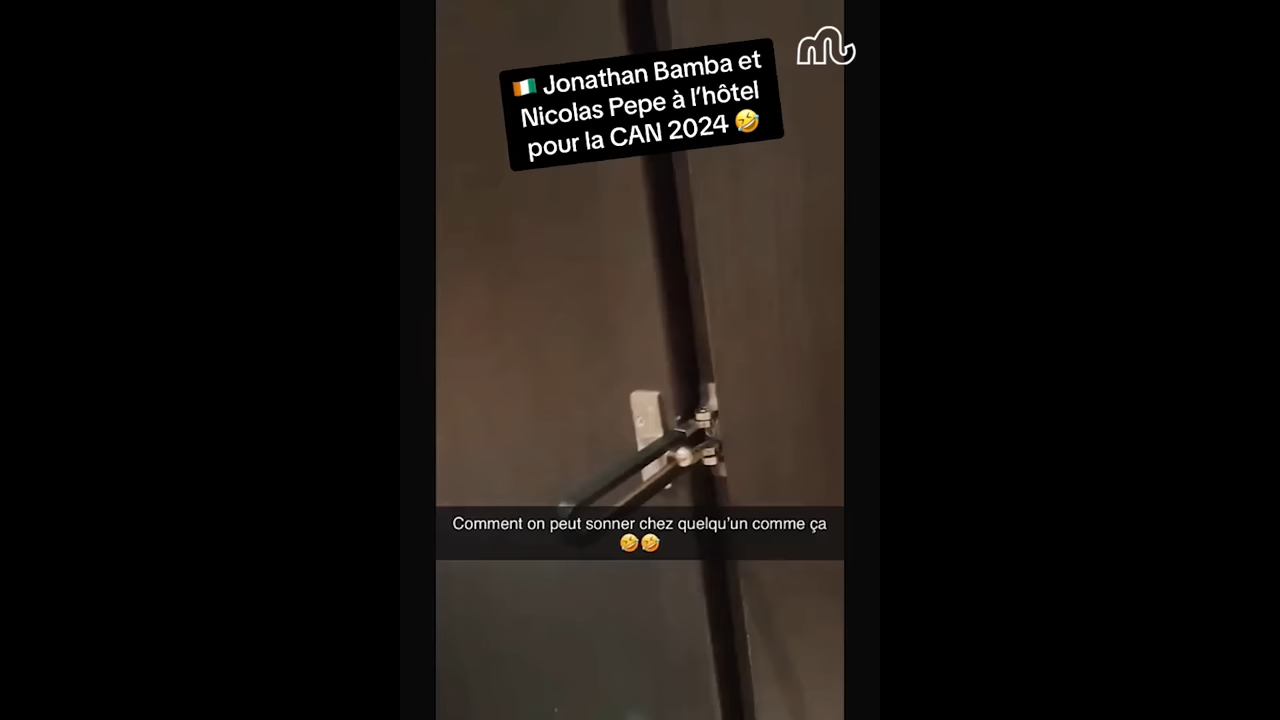 🇨🇮 Jonathan Bamba et
Nicolas Pepe à l’hôtel
pour la CAN 2024 🤣
Comment on peut sonner chez quelqu'un comme ça
🤣🤣